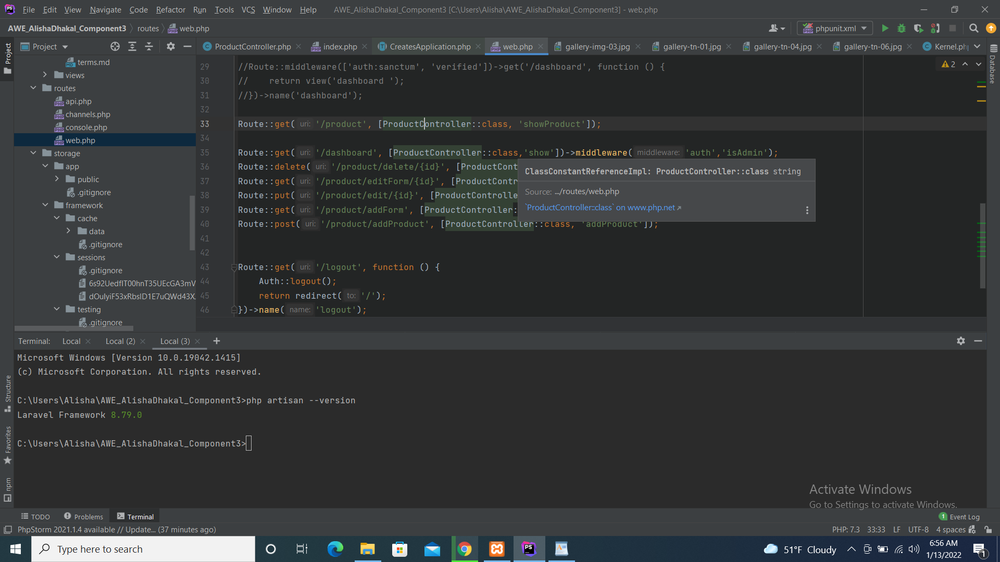 File Edit View Navigate Code Refactor Run Tools VCS Window Help AWE_AlishaDhakal_Component3 [C:\Users\Alisha\AWE_AlishaDhakal_Component3] - web.php
AWE_AlishaDhakal_Component3 routes web.php phpunit.xml
Project
ProductController.php index.php CreatesApplication.php web.php gallery-img-03.jpg gallery-tn-01.jpg gallery-tn-04.jpg gallery-tn-06.jpg Kernel.ph
Project
Database
terms.md
views
routes
api.php
channels.php
console.php
web.php
storage
app
public
.gitignore
framework
cache
data
.gitignore
sessions
.gitignore
6s92UedfIT00hnT35UEcGA3mV
dOulyiF53xRbsID1E7uQWd43X
testing
.gitignore
2
29 //Route::middleware(['auth:sanctum', 'verified'])->get('/dashboard', function () {
30 //    return view('dashboard ');
31 //})->name('dashboard');
32
33 Route::get( uri: '/product', [ProductController::class, 'showProduct']);
34
35 Route::get( uri: '/dashboard', [ProductController::class,'show'])->middleware( middleware: 'auth','isAdmin');
36 Route::delete( uri: '/product/delete/{id}', [ProductCont
37 Route::get( uri: '/product/editForm/{id}', [ProductContr
38 Route::put( uri: '/product/edit/{id}', [ProductControlle
39 Route::get( uri: '/product/addForm', [ProductController:
40 Route::post( uri: '/product/addProduct', [ProductController::class, 'addProduct']);
41
42
43 Route::get( uri: '/logout', function () {
44     Auth::logout();
45     return redirect( to: '/');
46 })->name( name: 'logout');
ClassConstantReferenceImpl: ProductController::class string
Source: .../routes/web.php
`ProductController::class` on www.php.net
Terminal: Local Local (2) Local (3)
Microsoft Windows [Version 10.0.19042.1415]
(c) Microsoft Corporation. All rights reserved.
C:\Users\Alisha\AWE_AlishaDhakal_Component3>php artisan --version
Laravel Framework 8.79.0
C:\Users\Alisha\AWE_AlishaDhakal_Component3>
Structure
Favorites
npm
Activate Windows
Go to Settings to activate Windows.
TODO Problems Terminal 1 Event Log
PhpStorm 2021.1.4 available // Update... (37 minutes ago) PHP: 7.3 33:33 LF UTF-8 4 spaces
Type here to search PS 51°F Cloudy 6:56 AM
1/13/2022
1